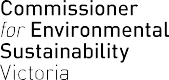 Commissioner
for Environmental
Sustainability
Victoria